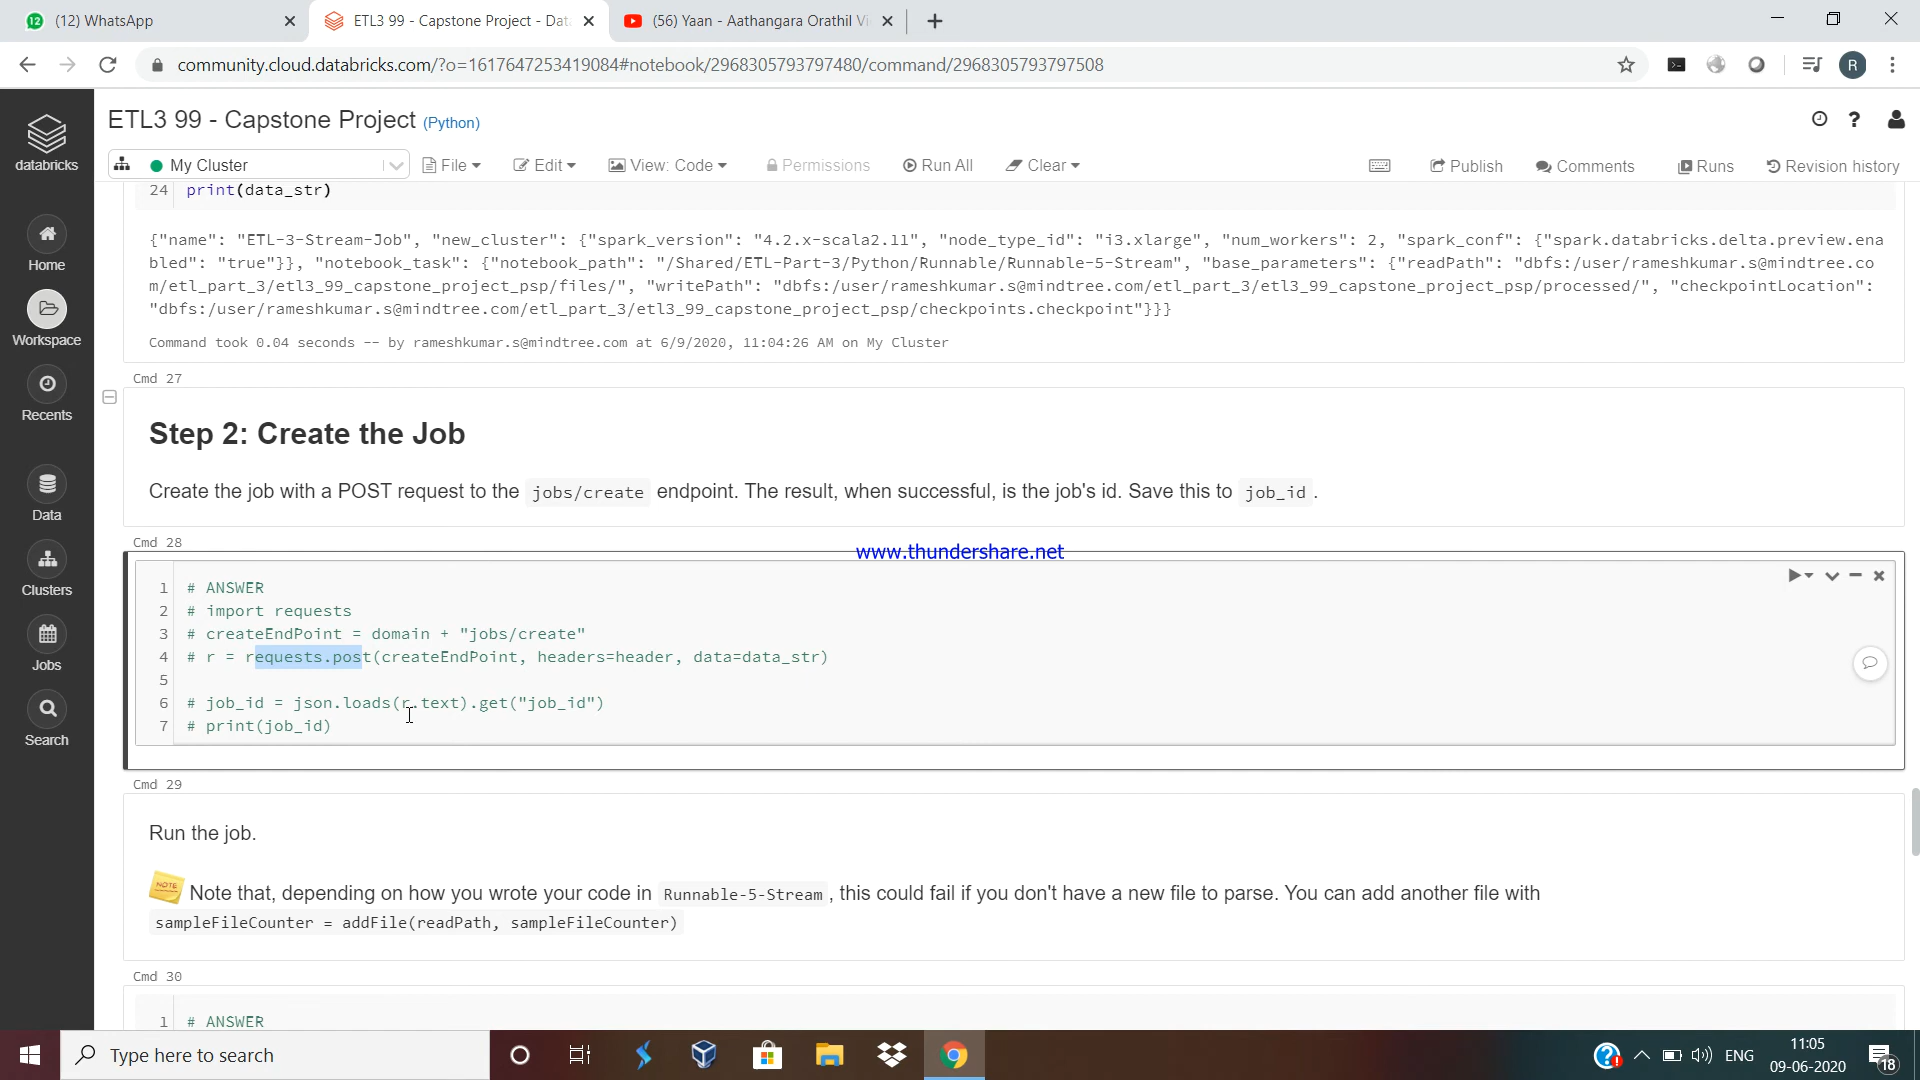 (12) WhatsApp
ETL3 99 - Capstone Project - Dat
(56) Yaan - Aathangara Orathil Vi
community.cloud.databricks.com/?o=1617647253419084#notebook/2968305793797480/command/2968305793797508
R
databricks
Home
Workspace
Recents
Data
Clusters
Jobs
Search
ETL3 99 - Capstone Project (Python)
My Cluster
File
Edit
View: Code
Permissions
Run All
Clear
Publish
Comments
Runs
Revision history
24 print(data_str)
{"name": "ETL-3-Stream-Job", "new_cluster": {"spark_version": "4.2.x-scala2.11", "node_type_id": "i3.xlarge", "num_workers": 2, "spark_conf": {"spark.databricks.delta.preview.ena
bled": "true"}}, "notebook_task": {"notebook_path": "/Shared/ETL-Part-3/Python/Runnable/Runnable-5-Stream", "base_parameters": {"readPath": "dbfs:/user/rameshkumar.s@mindtree.co
m/etl_part_3/etl3_99_capstone_project_psp/files/", "writePath": "dbfs:/user/rameshkumar.s@mindtree.com/etl_part_3/etl3_99_capstone_project_psp/processed/", "checkpointLocation":
"dbfs:/user/rameshkumar.s@mindtree.com/etl_part_3/etl3_99_capstone_project_psp/checkpoints.checkpoint"}}}
Command took 0.04 seconds -- by rameshkumar.s@mindtree.com at 6/9/2020, 11:04:26 AM on My Cluster
Cmd 27
Step 2: Create the Job
Create the job with a POST request to the jobs/create endpoint. The result, when successful, is the job's id. Save this to job_id .
Cmd 28
www.thundershare.net
1 # ANSWER
2 # import requests
3 # createEndPoint = domain + "jobs/create"
4 # r = requests.post(createEndPoint, headers=header, data=data_str)
5
6 # job_id = json.loads(r.text).get("job_id")
7 # print(job_id)
Cmd 29
Run the job.
NOTE Note that, depending on how you wrote your code in Runnable-5-Stream , this could fail if you don't have a new file to parse. You can add another file with
sampleFileCounter = addFile(readPath, sampleFileCounter)
Cmd 30
1 # ANSWER
Type here to search
ENG
11:05
09-06-2020
18